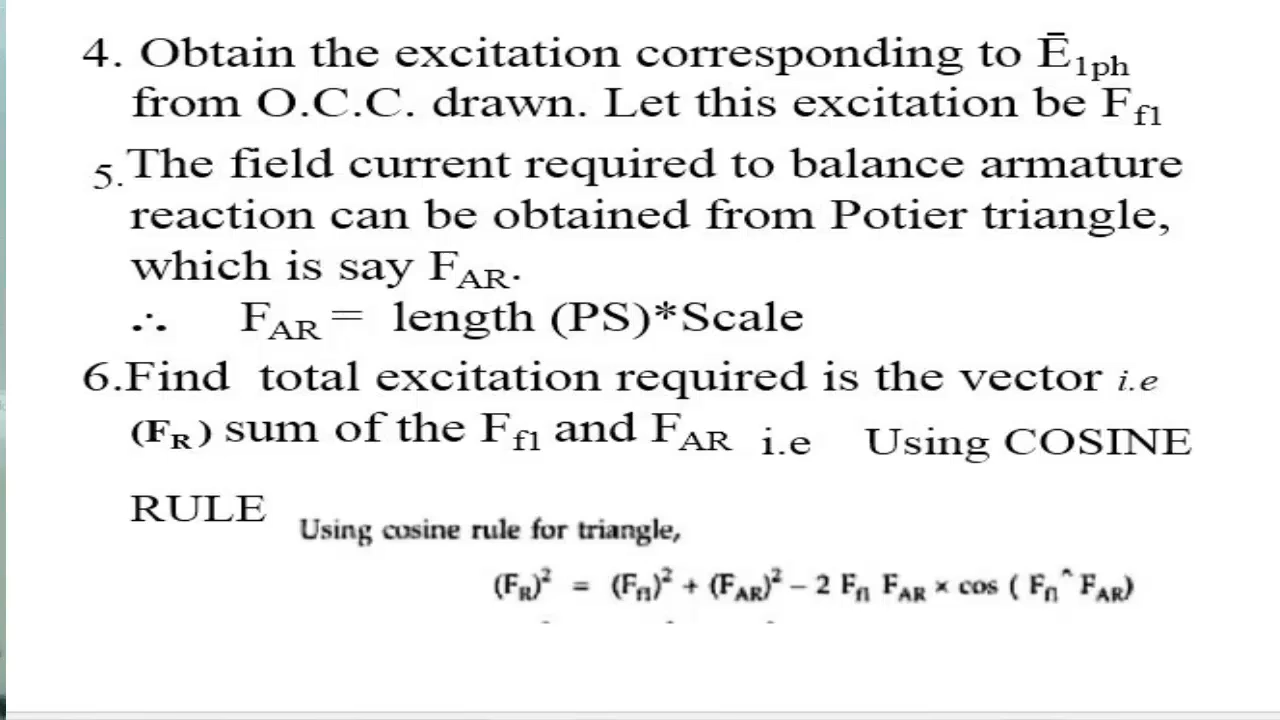 4. Obtain the excitation corresponding to Ē1ph
from O.C.C. drawn. Let this excitation be Ff1
5. The field current required to balance armature
reaction can be obtained from Potier triangle,
which is say FAR.
∴ FAR = length (PS)*Scale
6.Find total excitation required is the vector i.e
(FR) sum of the Ff1 and FAR i.e Using COSINE
RULE
Using cosine rule for triangle,
(FR)² = (Ff1)² + (FAR)² – 2 Ff1 FAR × cos ( Ff1 ^ FAR)